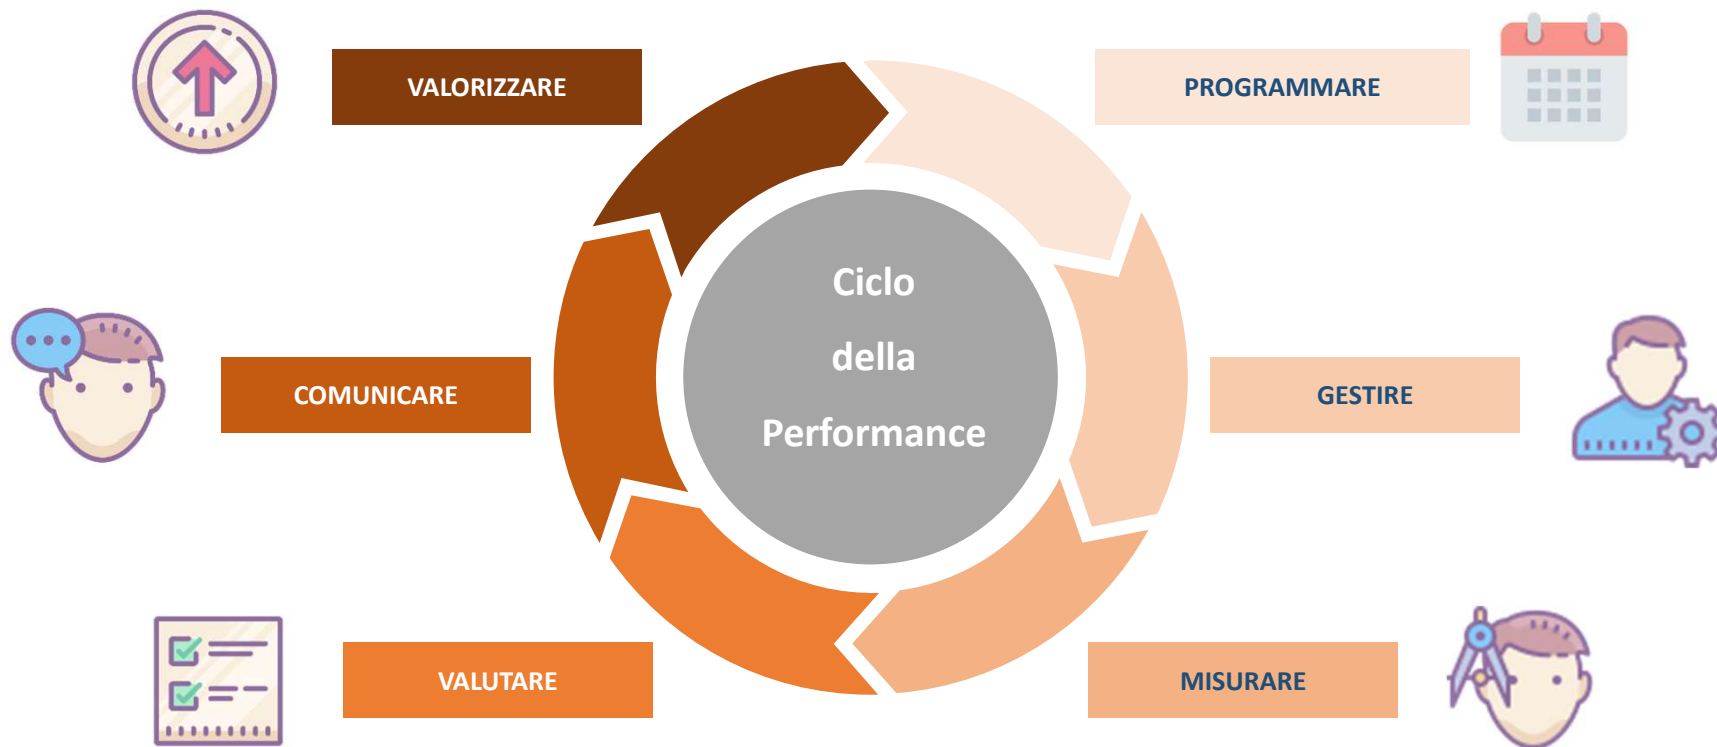 VALORIZZARE
PROGRAMMARE
Ciclo
della
Performance
COMUNICARE
GESTIRE
VALUTARE
MISURARE